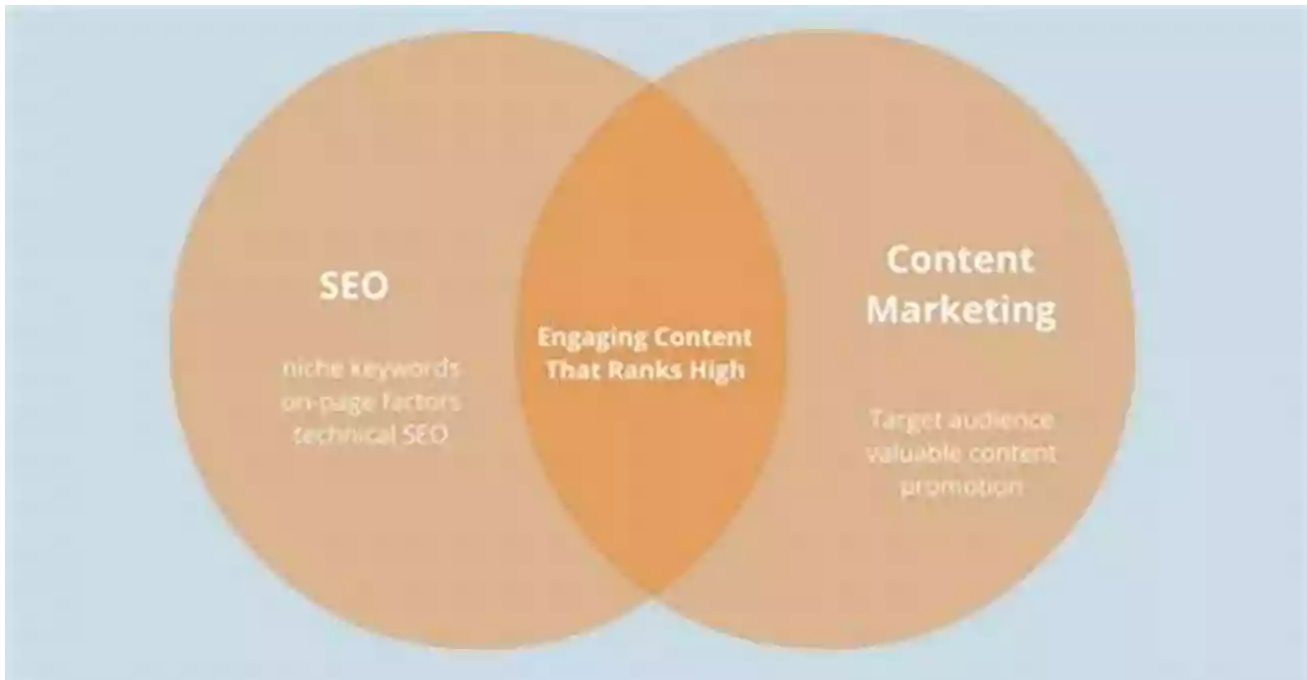 SEO
niche keywords
on-page factors
technical SEO
Engaging Content
That Ranks High
Content
Marketing
Target audience
valuable content
promotion